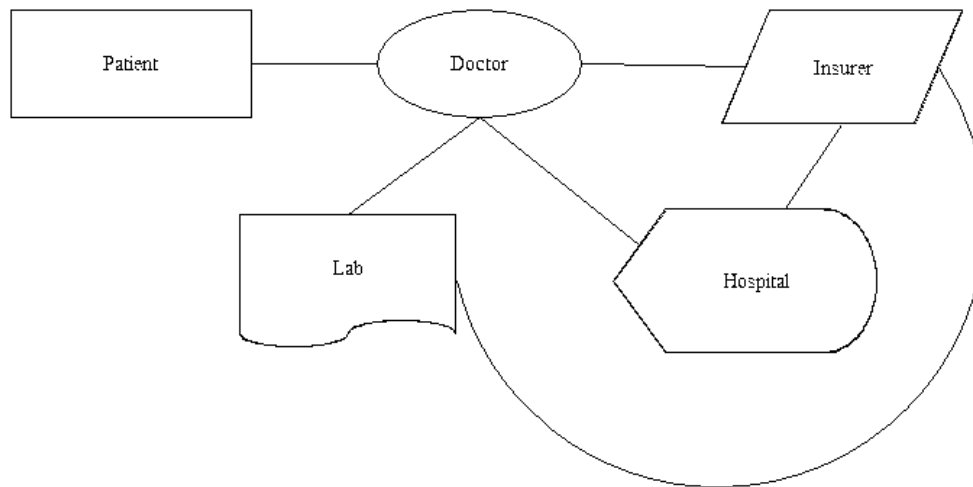 Patient
Doctor
Insurer
Lab
Hospital